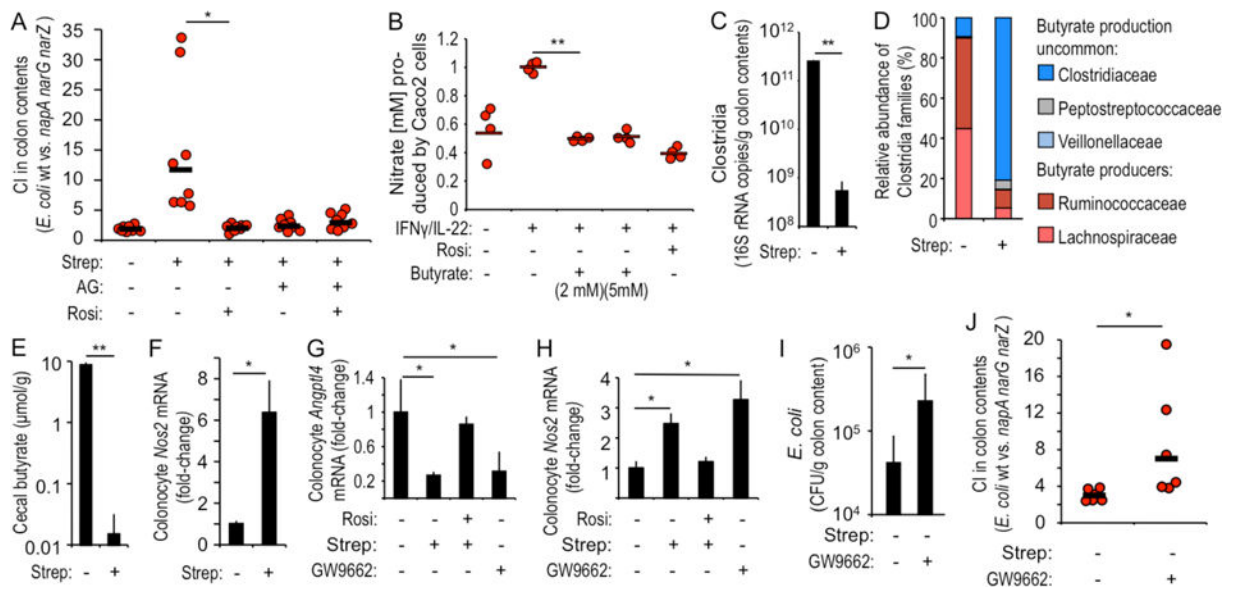 A
CI in colon contents
(E. coli wt vs. napA narG narZ)
35
30
25
20
15
10
5
0
*
Strep: - + + + +
AG: - - - + +
Rosi: - - + - +
B
Nitrate [mM] pro-
duced by Caco2 cells
1.2
1
0.8
0.6
0.4
0.2
0
**
IFNγ/IL-22 - + + + +
Rosi: - - - - +
Butyrate: - - + + -
(2 mM)(5mM)
C
Clostridia
(16S rRNA copies/g colon contents)
10¹²
10¹¹
10¹⁰
10⁹
10⁸
**
Strep: - +
D
Relative abundance of
Clostridia families (%)
100
80
60
40
20
0
Strep: - +
Butyrate production
uncommon:
Clostridiaceae
Peptostreptococcaceae
Veillonellaceae
Butyrate producers:
Ruminococcaceae
Lachnospiraceae
E
Cecal butyrate (µmol/g)
10
1
0.1
0.01
**
Strep: - +
F
Colonocyte Nos2 mRNA
(fold-change)
8
6
4
2
0
*
Strep: - +
G
Colonocyte Angptl4
mRNA (fold-change)
1.4
1.2
1
0.8
0.6
0.4
0.2
0
*
*
Rosi: - - + -
Strep: - + + -
GW9662: - - - +
H
Colonocyte Nos2 mRNA
(fold-change)
4
3
2
1
0
*
*
Rosi: - - + -
Strep: - + + -
GW9662: - - - +
I
E. coli
(CFU/g colon content)
10⁶
10⁵
10⁴
*
Strep: - -
GW9662: - +
J
CI in colon contents
(E. coli wt vs. napA narG narZ)
20
16
12
8
4
0
*
Strep: - -
GW9662: - +